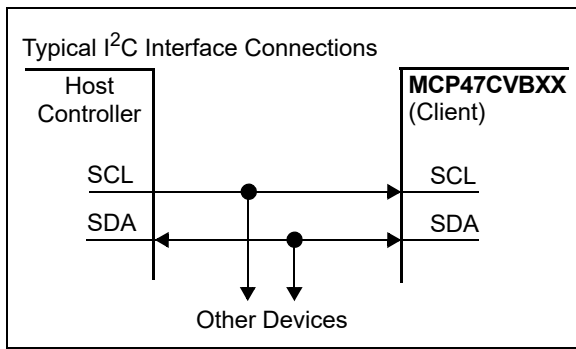 Typical I²C Interface Connections
Host
Controller
MCP47CVBXX
(Client)
SCL
SCL
SDA
SDA
Other Devices